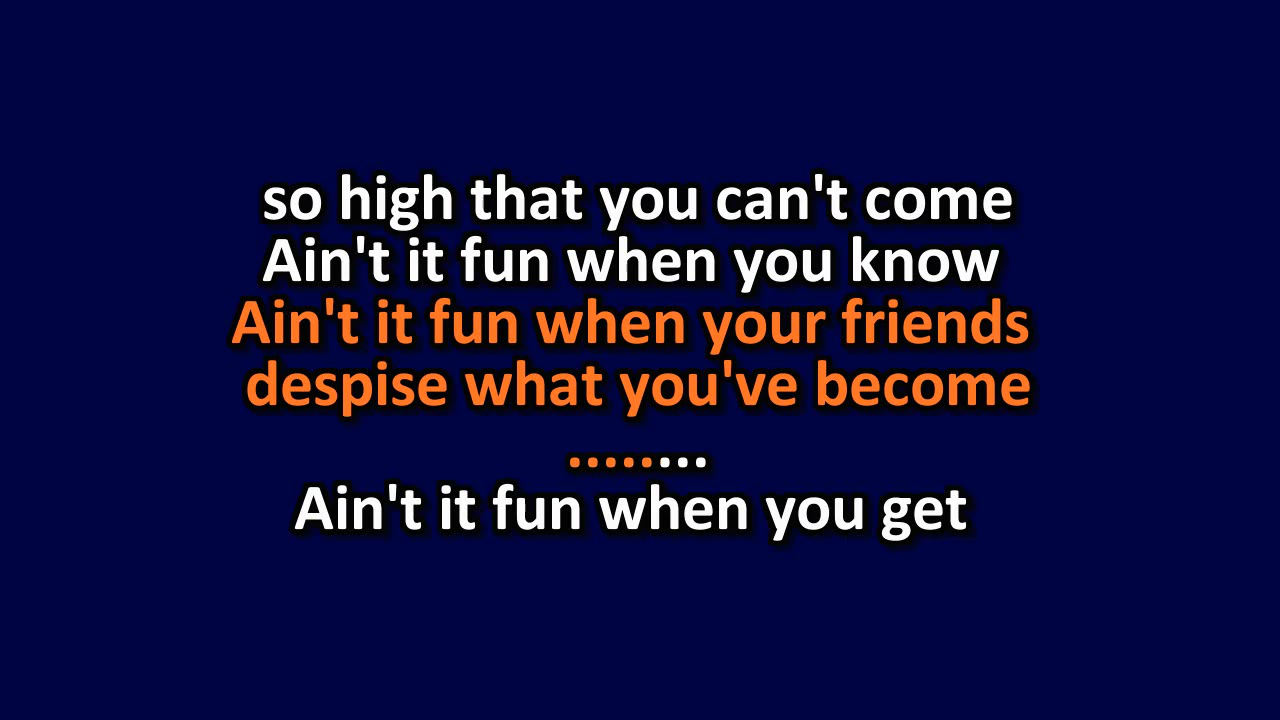 so high that you can't come
Ain't it fun when you know
Ain't it fun when your friends
despise what you've become
........
Ain't it fun when you get